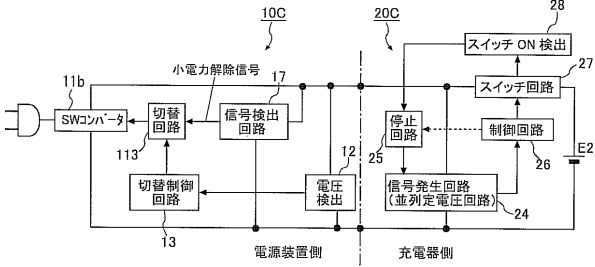 10C
20C
28
スイッチON検出
小電力解除信号
17
27
11b
SWコンバータ
切替
回路
113
信号検出
回路
スイッチ回路
停止
回路
25
制御回路
26
E2
12
切替制御
回路
13
電圧
検出
信号発生回路
(並列定電圧回路)
24
電源装置側
充電器側